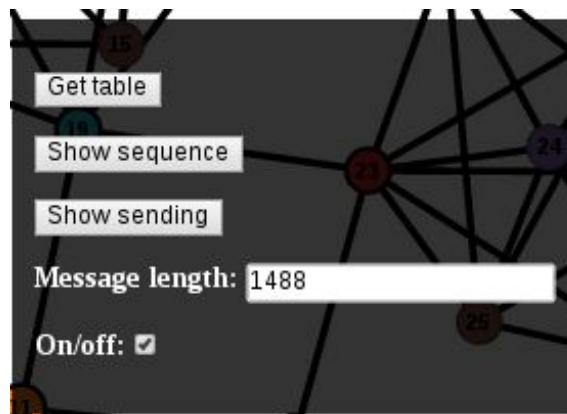 15
Get table
19
Show sequence
24
23
Show sending
Message length: 1488
25
On/off:
11